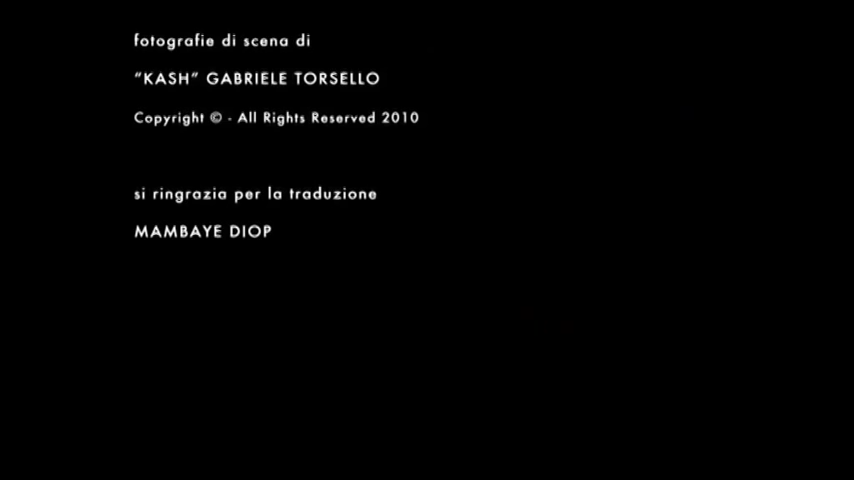 fotografie di scena di
“KASH” GABRIELE TORSELLO
Copyright © - All Rights Reserved 2010
si ringrazia per la traduzione
MAMBAYE DIOP